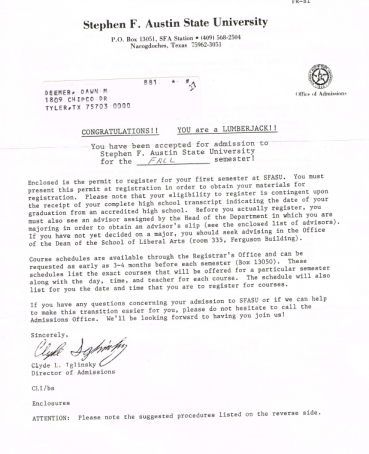 Stephen F. Austin State University
P.O. Box 13051, SFA Station • (409) 568-2504
Nacogdoches, Texas 75962-3051
Office of Admissions
DEEMER, DAWN M
1809 CHIMCO DR
TYLER,TX 75703 0000
CONGRATULATIONS!! YOU are a LUMBERJACK!!
You have been accepted for admission to
Stephen F. Austin State University
for the FALL semester!
Enclosed is the permit to register for your first semester at SFASU. You must
present this permit at registration in order to obtain your materials for
registration. Please note that your eligibility to register is contingent upon
the receipt of your complete high school transcript indicating the date of your
graduation from an accredited high school. Before you actually register, you
must also see an advisor assigned by the Head of the Department in which you are
majoring in order to obtain an advisor's slip (see the enclosed list of advisors).
If you have not yet decided on a major, you should seek advising in the Office
of the Dean of the School of Liberal Arts (room 335, Ferguson Building).
Course schedules are available through the Registrar's Office and can be
requested as early as 3-4 months before each semester (Box 13050). These
schedules list the exact courses that will be offered for a particular semester
along with the day, time, and teacher for each course. The schedule will also
list for you the date and time that you are to register for courses.
If you have any questions concerning your admission to SFASU or if we can help
to make this transition easier for you, please do not hesitate to call the
Admissions Office. We'll be looking forward to having you join us!
Sincerely,
Clyde Iglinsky
Clyde L. Iglinsky
Director of Admissions
CLI/bs
Enclosures
ATTENTION: Please note the suggested procedures listed on the reverse side.